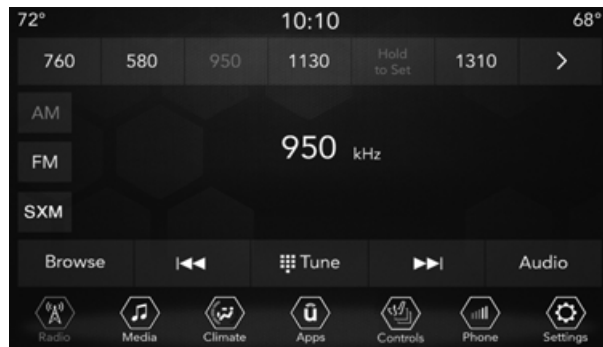 72° 10:10 68°
760 580 950 1130 Hold to Set 1310
AM
950 kHz
FM
SXM
Browse Tune Audio
Radio Media Climate Apps Controls Phone Settings